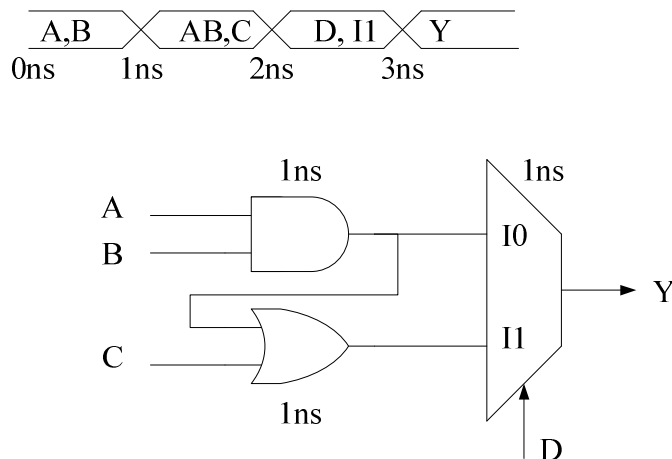 A,B AB,C D, I1 Y
0ns 1ns 2ns 3ns
1ns 1ns
A
I0
B
Y
I1
C
1ns
D